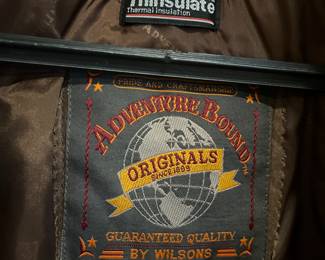 Thinsulate
Thermal Insulation
PRIDE AND CRAFTSMANSHIP
ADVENTURE BOUND
ORIGINALS
SINCE 1899
GUARANTEED QUALITY
BY WILSONS